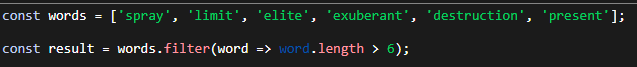 const words = ['spray', 'limit', 'elite', 'exuberant', 'destruction', 'present'];
const result = words.filter(word => word.length > 6);